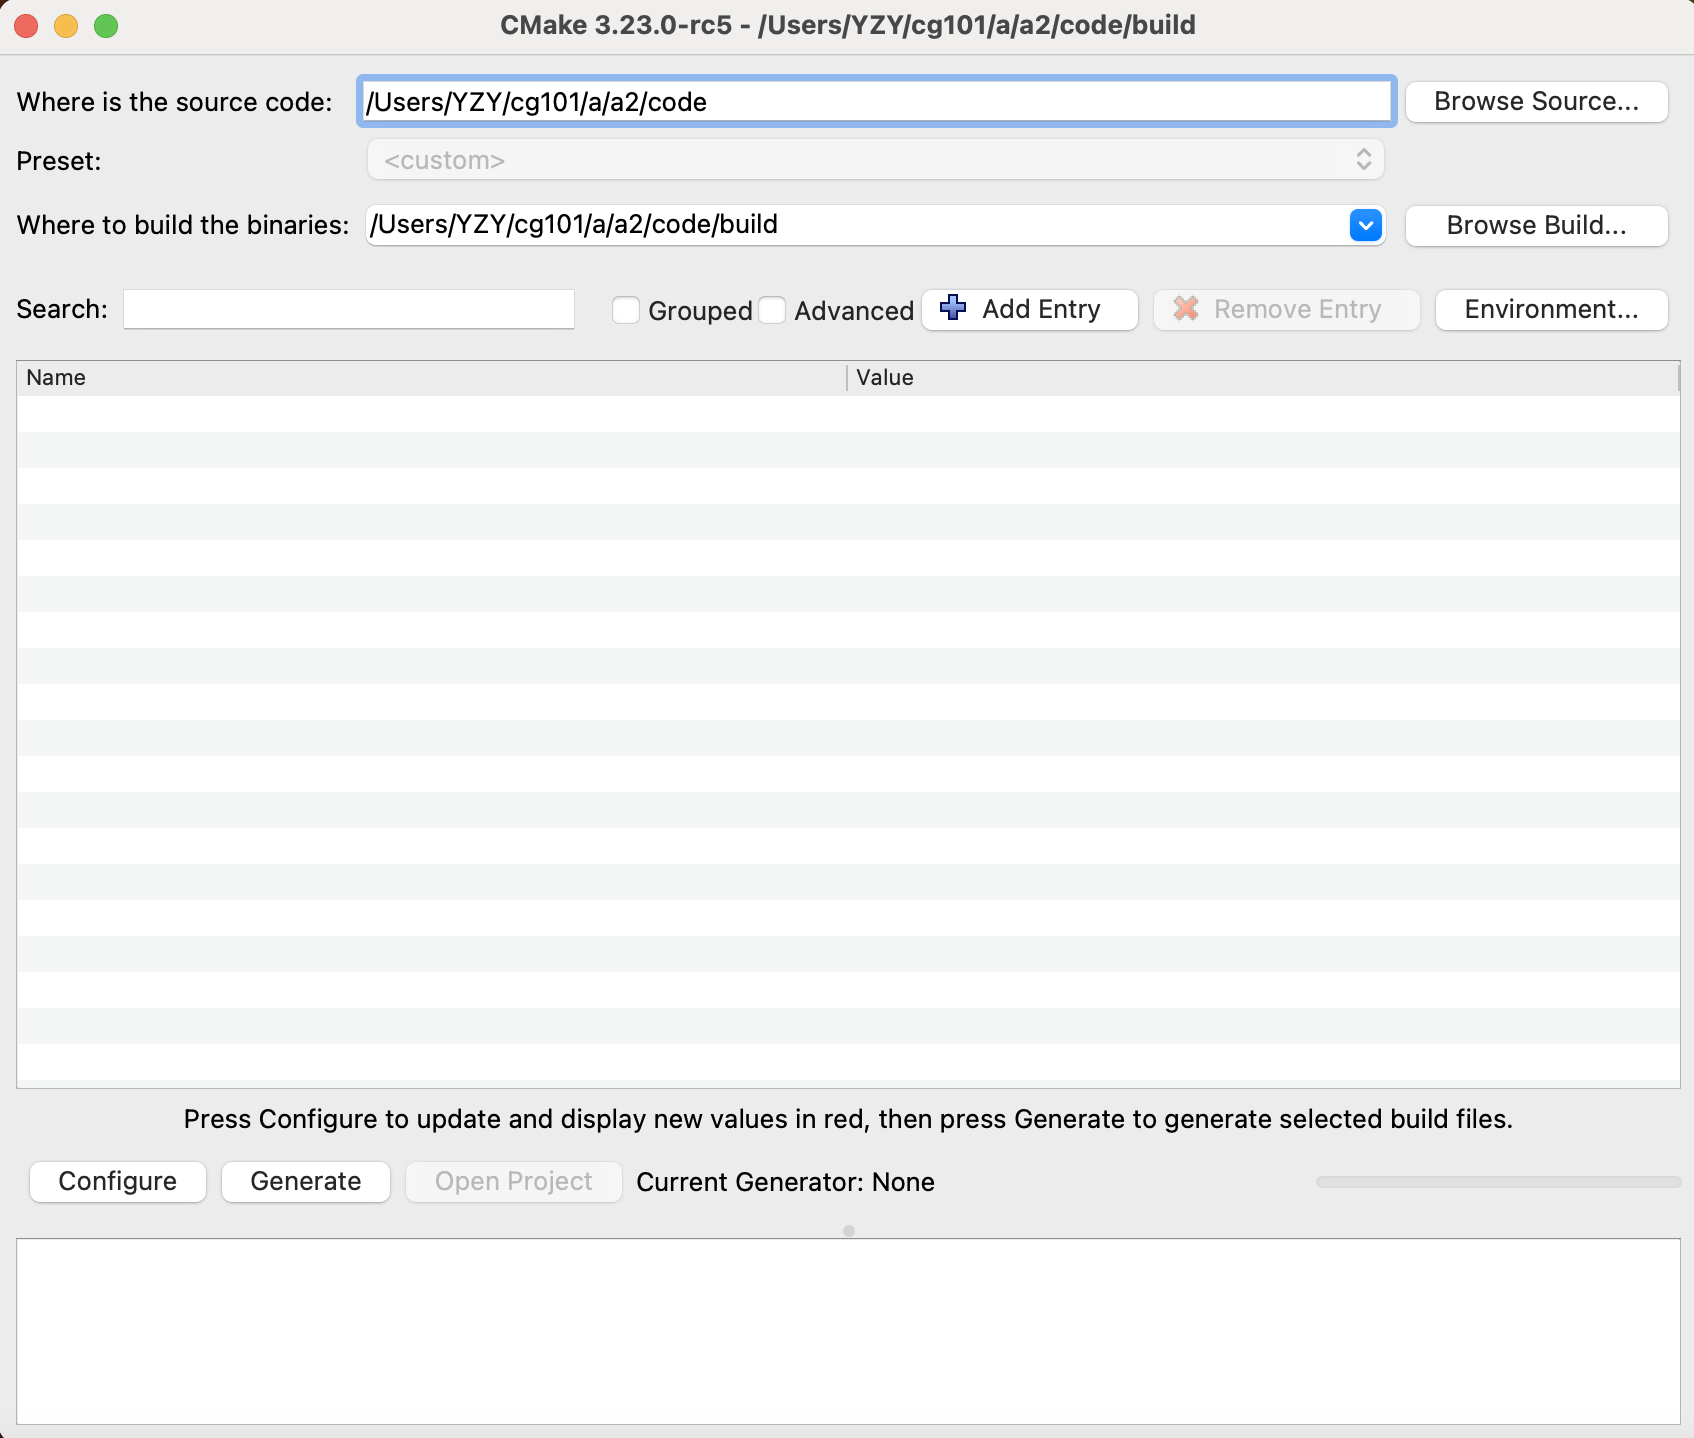 CMake 3.23.0-rc5 - /Users/YZY/cg101/a/a2/code/build
Where is the source code: /Users/YZY/cg101/a/a2/code Browse Source...
Preset: <custom>
Where to build the binaries: /Users/YZY/cg101/a/a2/code/build Browse Build...
Search: Grouped Advanced Add Entry Remove Entry Environment...
Name Value
Press Configure to update and display new values in red, then press Generate to generate selected build files.
Configure Generate Open Project Current Generator: None